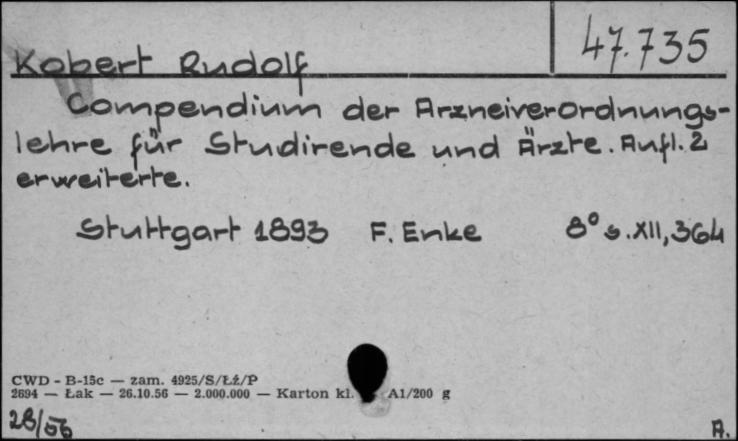 47.735
Kobert Rudolf
Compendium der Arzneiverordnungs-
lehre für Studirende und Ärzte. Aufl. 2
erweiterte.
Stuttgart 1893 F. Enke 8° s. XII, 364
CWD - B-15c — zam. 4925/S/Łź/P
2694 — Łak — 26.10.56 — 2.000.000 — Karton kl. A1/200 g
28/56
A.